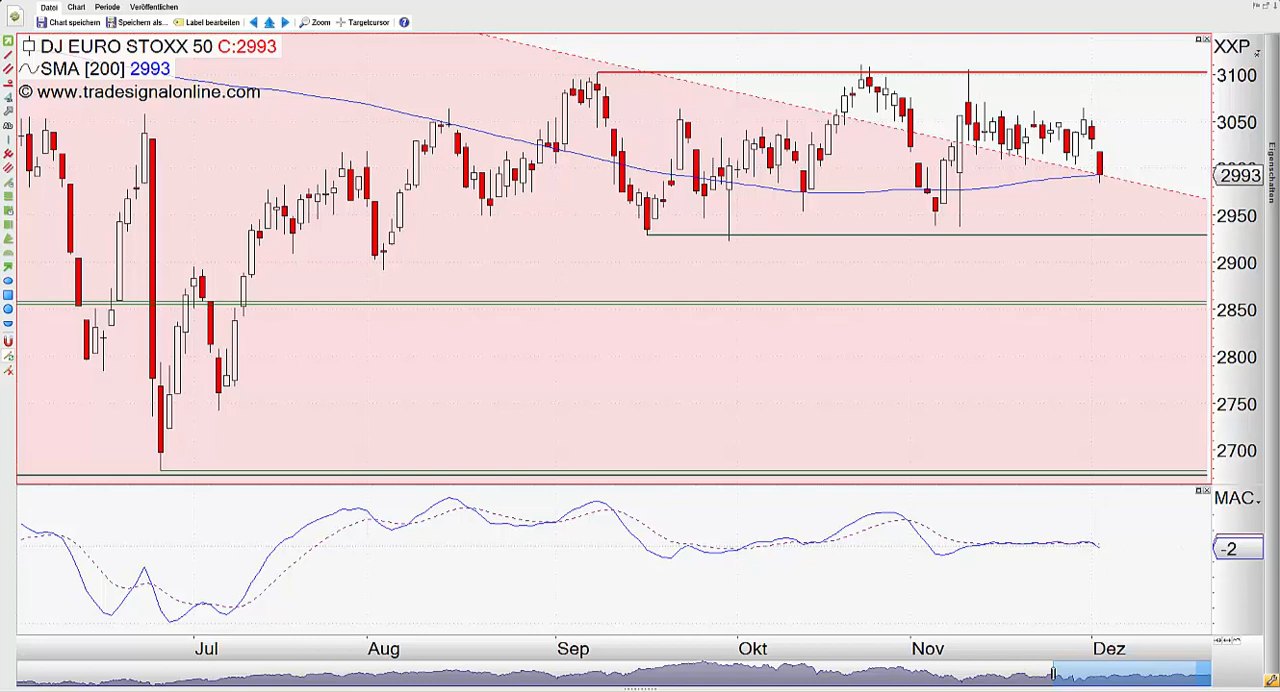 Datei Chart Periode Veröffentlichen
Chart speichern Speichern als... Label bearbeiten Zoom Zielcursor
DJ EURO STOXX 50 C:2993
SMA [200] 2993
© www.tradesignalonline.com
XXP
3100
3050
2993
2950
2900
2850
2800
2750
2700
Eigenschaften
MAC
-2
Jul Aug Sep Okt Nov Dez